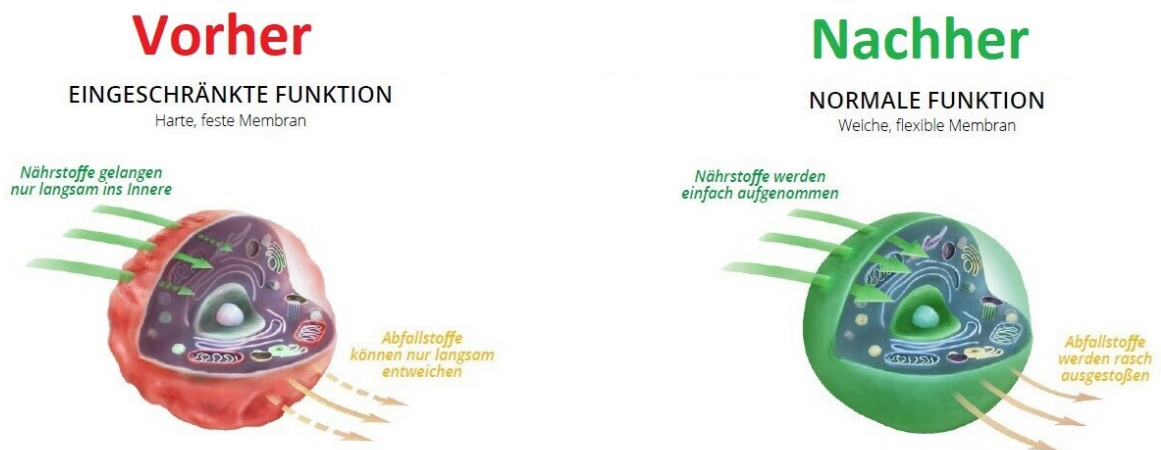 Vorher
EINGESCHRÄNKTE FUNKTION
Harte, feste Membran
Nährstoffe gelangen
nur langsam ins Innere
Abfallstoffe
können nur langsam
entweichen
Nachher
NORMALE FUNKTION
Weiche, flexible Membran
Nährstoffe werden
einfach aufgenommen
Abfallstoffe
werden rasch
ausgestoßen